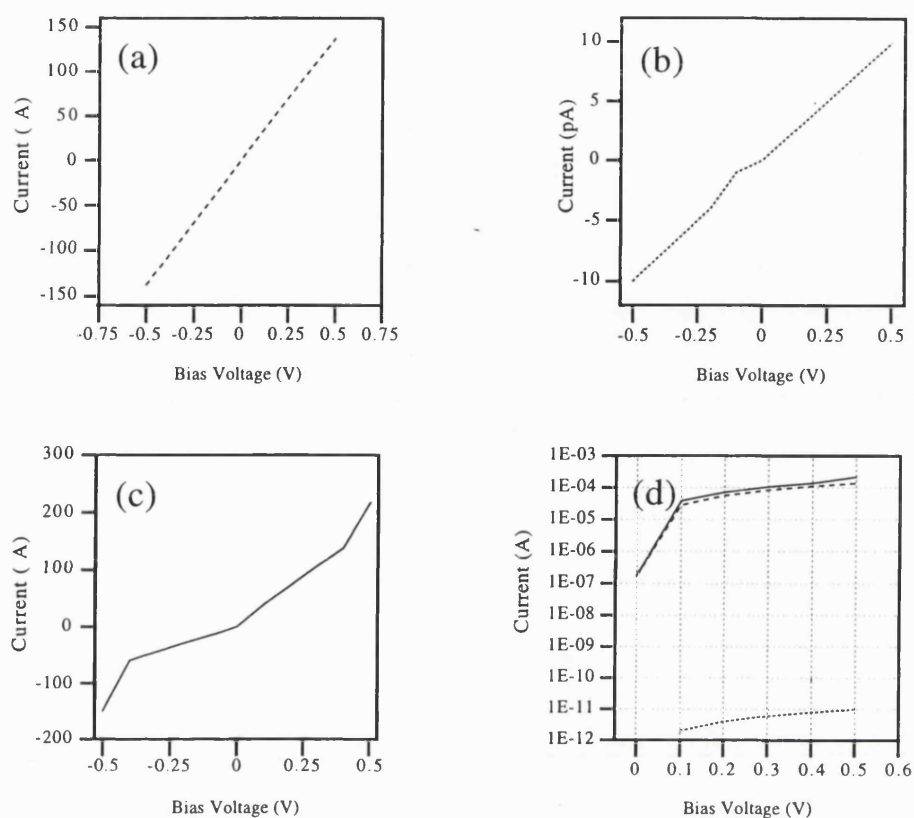 (a)
150
100
50
0
-50
-100
-150
Current ( A)
-0.75 -0.5 -0.25 0 0.25 0.5 0.75
Bias Voltage (V)
(b)
10
5
0
-5
-10
Current (pA)
-0.5 -0.25 0 0.25 0.5
Bias Voltage (V)
(c)
300
200
100
0
-100
-200
Current ( A)
-0.5 -0.25 0 0.25 0.5
Bias Voltage (V)
(d)
1E-03
1E-04
1E-05
1E-06
1E-07
1E-08
1E-09
1E-10
1E-11
1E-12
Current (A)
0 0.1 0.2 0.3 0.4 0.5 0.6
Bias Voltage (V)